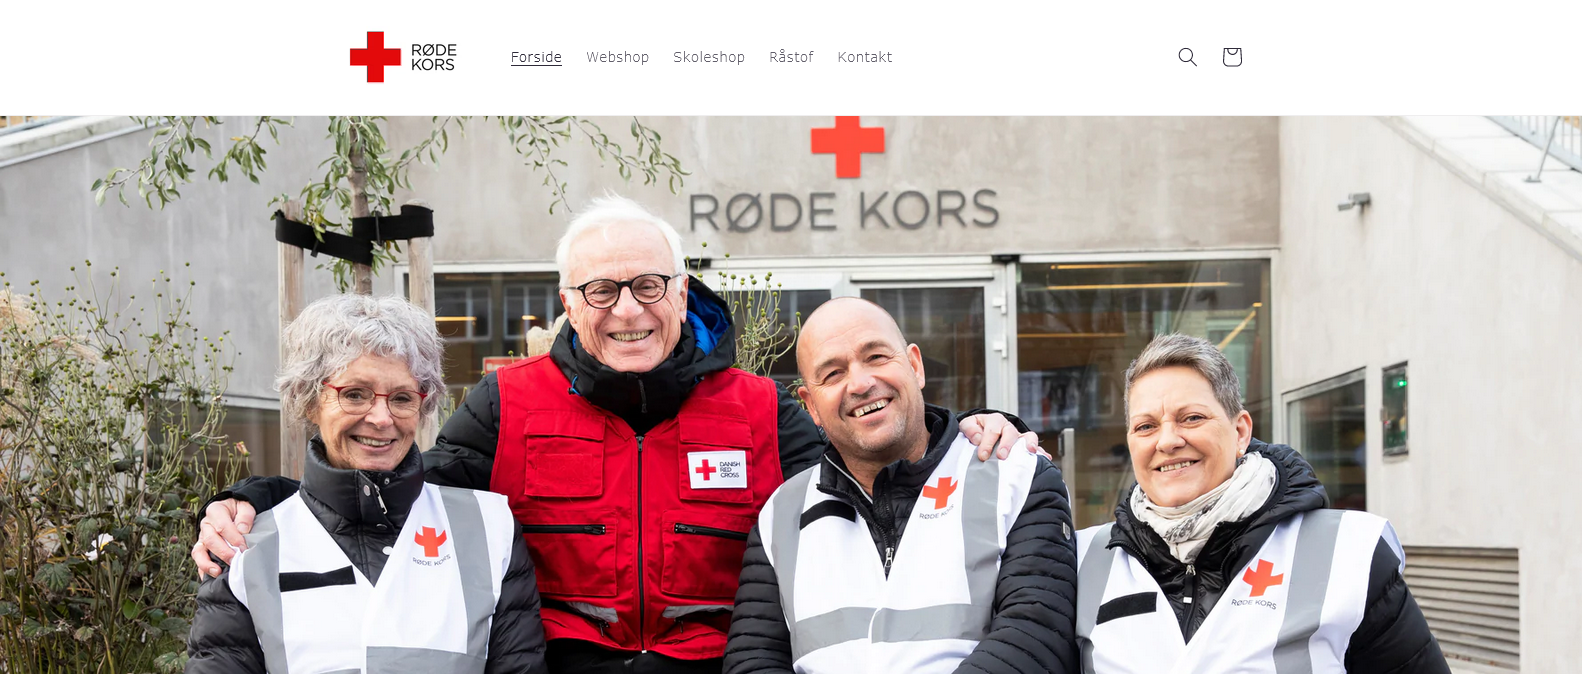 RØDE
KORS
Forside
Webshop
Skoleshop
Råstof
Kontakt
RØDE KORS
DANISH
RED
CROSS
RØDE KORS
RØDE KORS
RØDE KORS